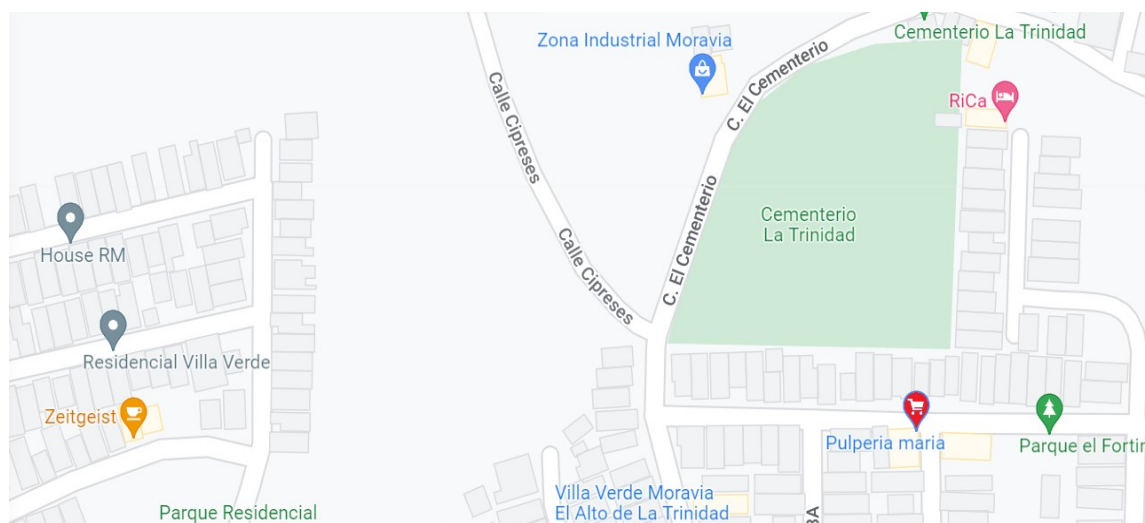 Cementerio La Trinidad
Zona Industrial Moravia
C. El Cementerio
Calle Cipreses
RiCa
C. El Cementerio
Cementerio
La Trinidad
House RM
Calle Cipreses
Residencial Villa Verde
Zeitgeist
Pulperia maria
Parque el Fortin
Villa Verde Moravia
El Alto de La Trinidad
Parque Residencial